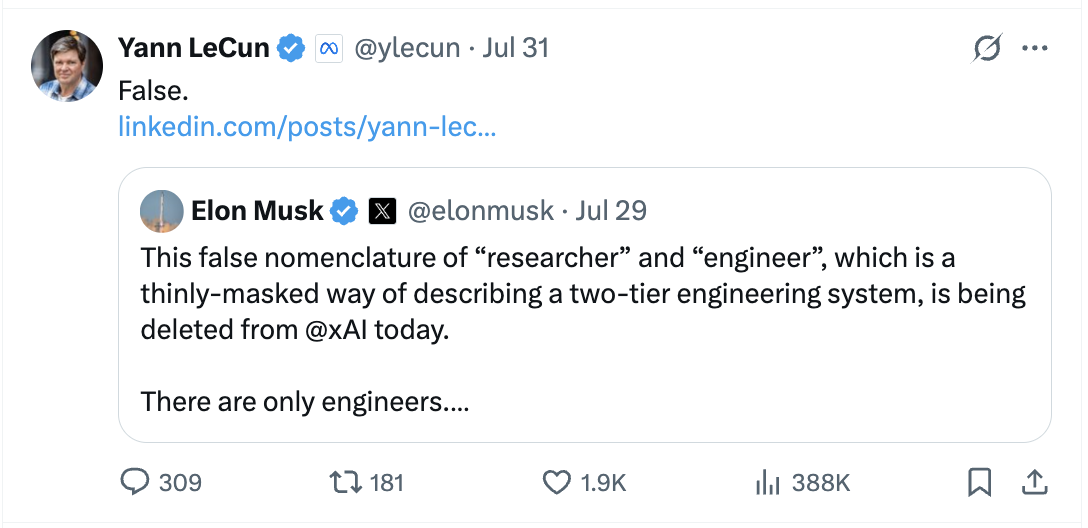 Yann LeCun @ylecun · Jul 31
False.
linkedin.com/posts/yann-lec...
Elon Musk X @elonmusk · Jul 29
This false nomenclature of “researcher” and “engineer”, which is a
thinly-masked way of describing a two-tier engineering system, is being
deleted from @xAI today.
There are only engineers....
309 181 1.9K 388K